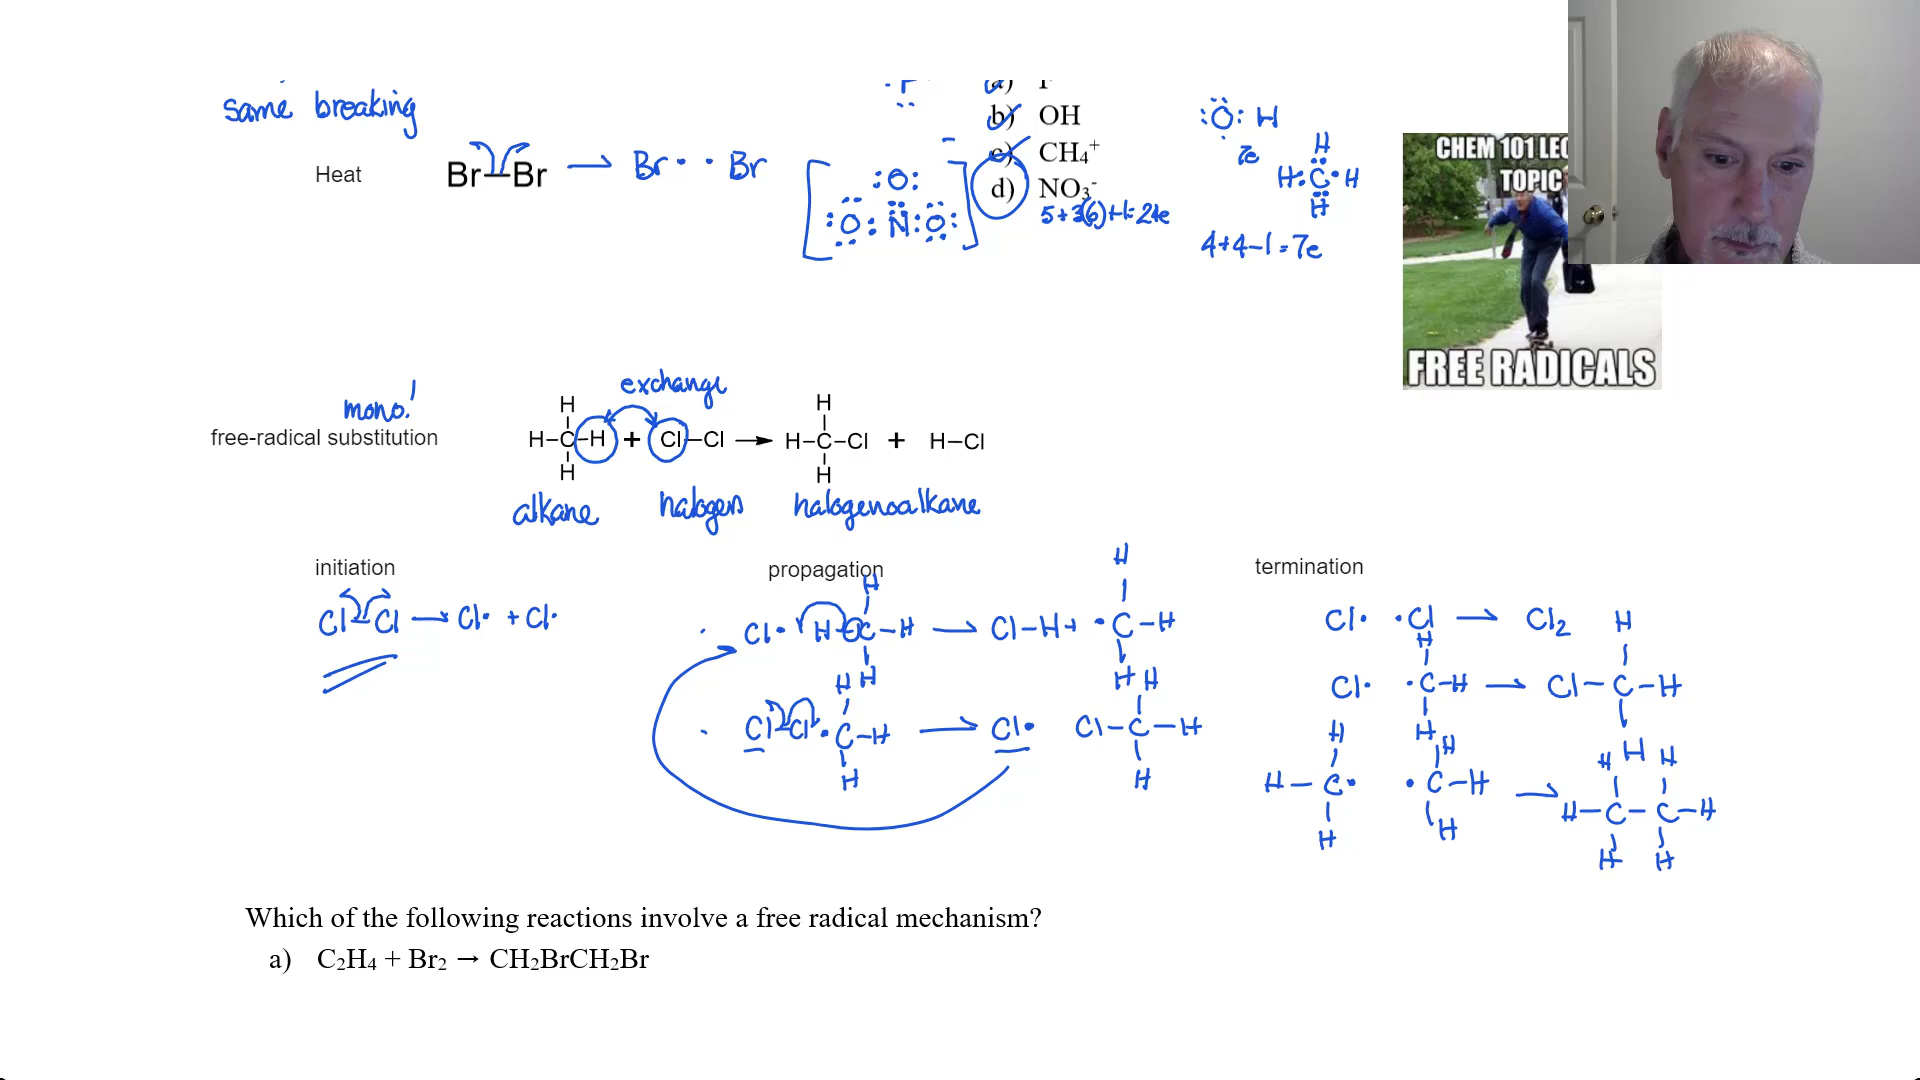 same breaking
Heat
Br–Br → Br· ·Br
b) OH
c) CH₄⁺
d) NO₃⁻
5+3(6)+1=24e
:O: H
7e
H
H:C·H
H
4+4-1=7e
:O:
:O:N:O:
CHEM 101 LEC
TOPIC
FREE RADICALS
mono!
free-radical substitution
exchange
H
H–C–H + Cl–Cl → H–C–Cl + H–Cl
H
H
H
alkane halogens halogenoalkane
initiation
Cl–Cl → Cl· + Cl·
propagation
H
H
Cl· H–C–H → Cl–H + ·C–H
H
H
H
H
Cl–Cl ·C–H → Cl· Cl–C–H
H
H
termination
Cl· ·Cl → Cl₂
H
H
Cl· ·C–H → Cl–C–H
H
H
H
H
H
H
H–C· ·C–H → H–C–C–H
H
H
H
H
Which of the following reactions involve a free radical mechanism?
a) C₂H₄ + Br₂ → CH₂BrCH₂Br